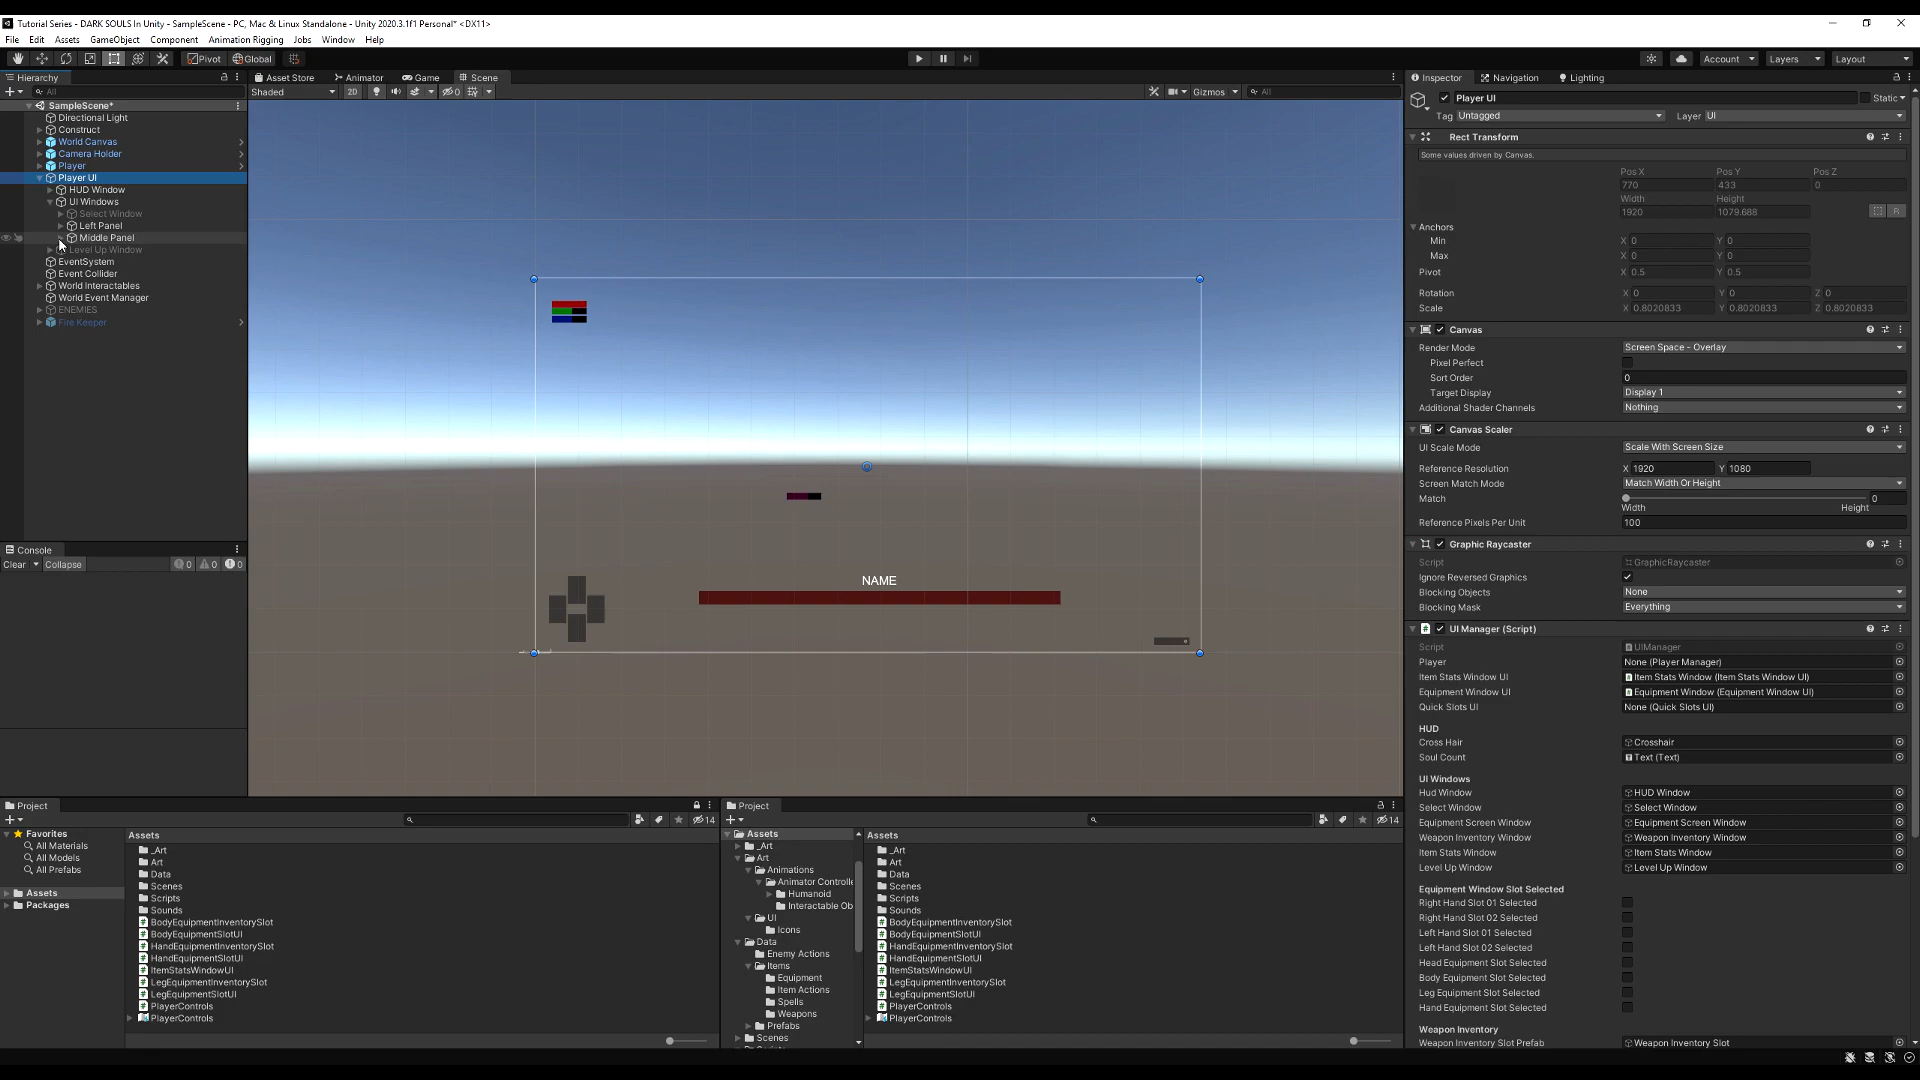 Tutorial Series - DARK SOULS In Unity - SampleScene - PC, Mac & Linux Standalone - Unity 2020.3.1f1 Personal* <DX11>
File Edit Assets GameObject Component Animation Rigging Jobs Window Help
Pivot Global Account Layers Layout
Hierarchy Asset Store Animator Game Scene Inspector Navigation Lighting
All Shaded 2D 0 Gizmos All
SampleScene*
Directional Light
Construct
World Canvas
Camera Holder
Player
Player UI
HUD Window
UI Windows
Select Window
Left Panel
Middle Panel
Level Up Window
EventSystem
Event Collider
World Interactables
World Event Manager
ENEMIES
Fire Keeper
NAME
Console
Clear Collapse 0 0 0
Player UI Static
Tag Untagged Layer UI
Rect Transform
Some values driven by Canvas.
Pos X Pos Y Pos Z
770 433 0
Width Height
1920 1079.688 R
Anchors
Min X 0 Y 0
Max X 0 Y 0
Pivot X 0.5 Y 0.5
Rotation X 0 Y 0 Z 0
Scale X 0.8020833 Y 0.8020833 Z 0.8020833
Canvas
Render Mode Screen Space - Overlay
Pixel Perfect
Sort Order 0
Target Display Display 1
Additional Shader Channels Nothing
Canvas Scaler
UI Scale Mode Scale With Screen Size
Reference Resolution X 1920 Y 1080
Screen Match Mode Match Width Or Height
Match 0
Width Height
Reference Pixels Per Unit 100
Graphic Raycaster
Script GraphicRaycaster
Ignore Reversed Graphics
Blocking Objects None
Blocking Mask Everything
UI Manager (Script)
Script UIManager
Player None (Player Manager)
Item Stats Window UI Item Stats Window (Item Stats Window UI)
Equipment Window UI Equipment Window (Equipment Window UI)
Quick Slots UI None (Quick Slots UI)
HUD
Cross Hair Crosshair
Soul Count Text (Text)
UI Windows
Hud Window HUD Window
Select Window Select Window
Equipment Screen Window Equipment Screen Window
Weapon Inventory Window Weapon Inventory Window
Item Stats Window Item Stats Window
Level Up Window Level Up Window
Equipment Window Slot Selected
Right Hand Slot 01 Selected
Right Hand Slot 02 Selected
Left Hand Slot 01 Selected
Left Hand Slot 02 Selected
Head Equipment Slot Selected
Body Equipment Slot Selected
Leg Equipment Slot Selected
Hand Equipment Slot Selected
Weapon Inventory
Weapon Inventory Slot Prefab Weapon Inventory Slot
Project
14
Favorites
All Materials
All Models
All Prefabs
Assets
Packages
Assets
_Art
Art
Data
Scenes
Scripts
Sounds
BodyEquipmentInventorySlot
BodyEquipmentSlotUI
HandEquipmentInventorySlot
HandEquipmentSlotUI
ItemStatsWindowUI
LegEquipmentInventorySlot
LegEquipmentSlotUI
PlayerControls
PlayerControls
Project
14
Assets
_Art
Art
Animations
Animator Controlle
Humanoid
Interactable Ob
UI
Icons
Data
Enemy Actions
Items
Equipment
Item Actions
Spells
Weapons
Prefabs
Scenes
Assets
_Art
Art
Data
Scenes
Scripts
Sounds
BodyEquipmentInventorySlot
BodyEquipmentSlotUI
HandEquipmentInventorySlot
HandEquipmentSlotUI
ItemStatsWindowUI
LegEquipmentInventorySlot
LegEquipmentSlotUI
PlayerControls
PlayerControls